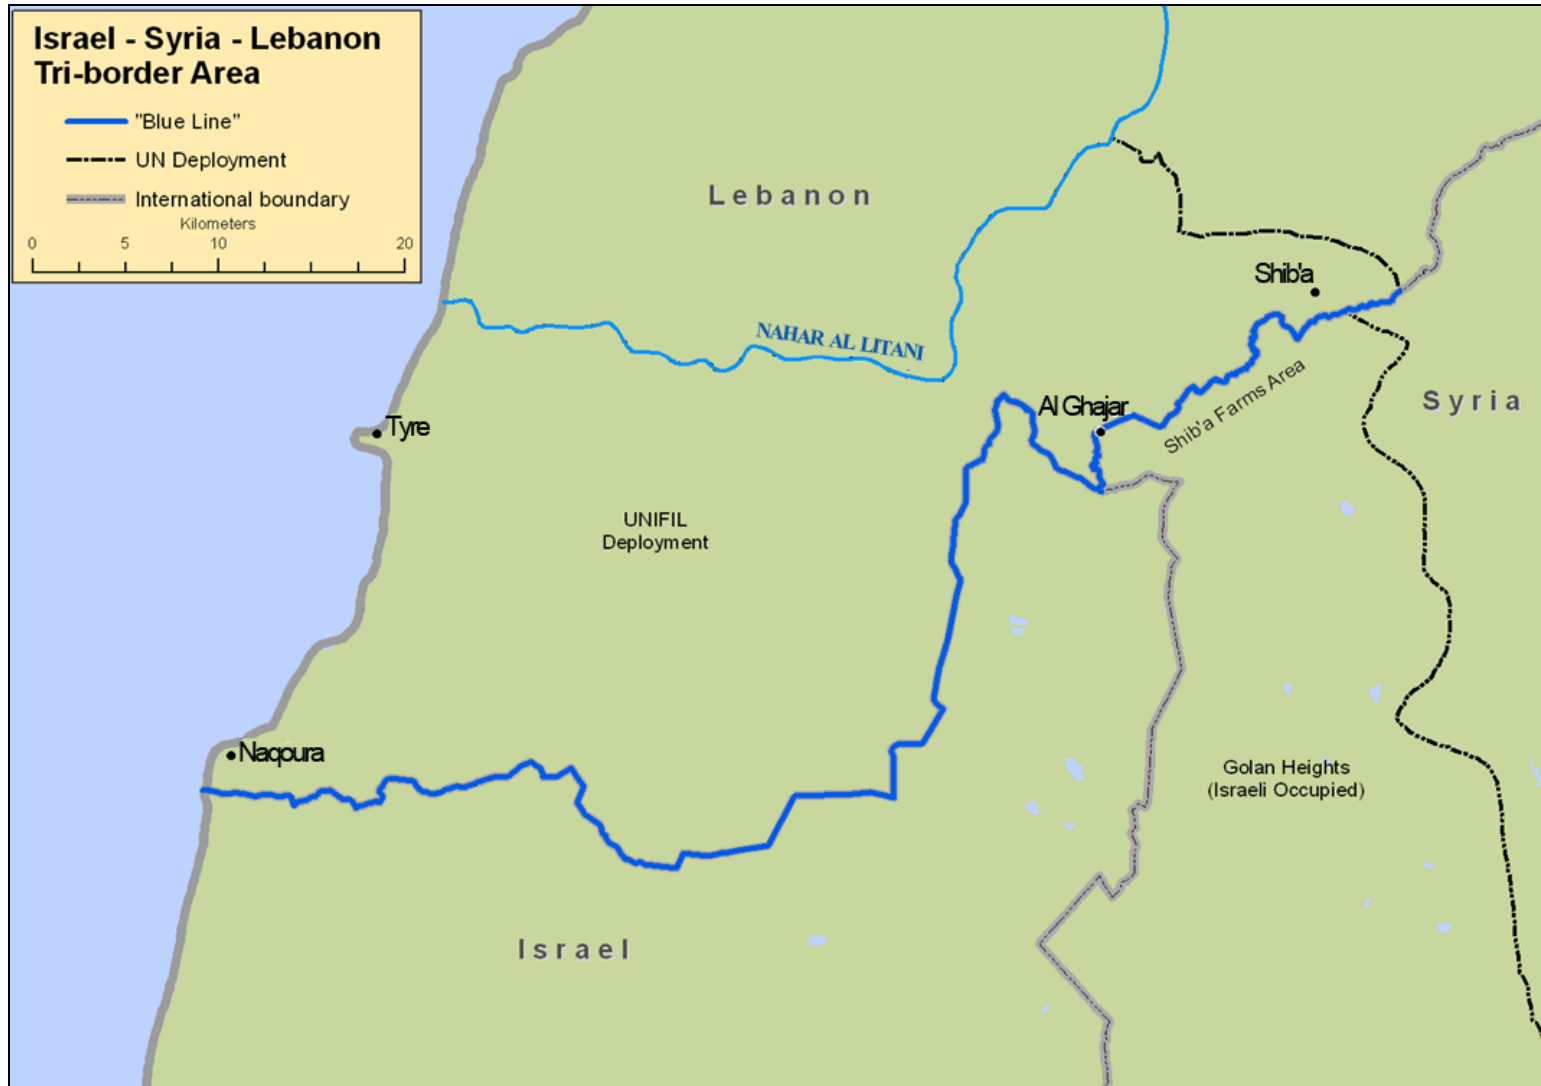 Israel - Syria - Lebanon
Tri-border Area
"Blue Line"
UN Deployment
International boundary
Kilometers
0 5 10 20
Lebanon
Shib'a
NAHAR AL LITANI
Shib'a Farms Area
Syria
Al Ghajar
Tyre
UNIFIL
Deployment
Naqoura
Golan Heights
(Israeli Occupied)
Israel